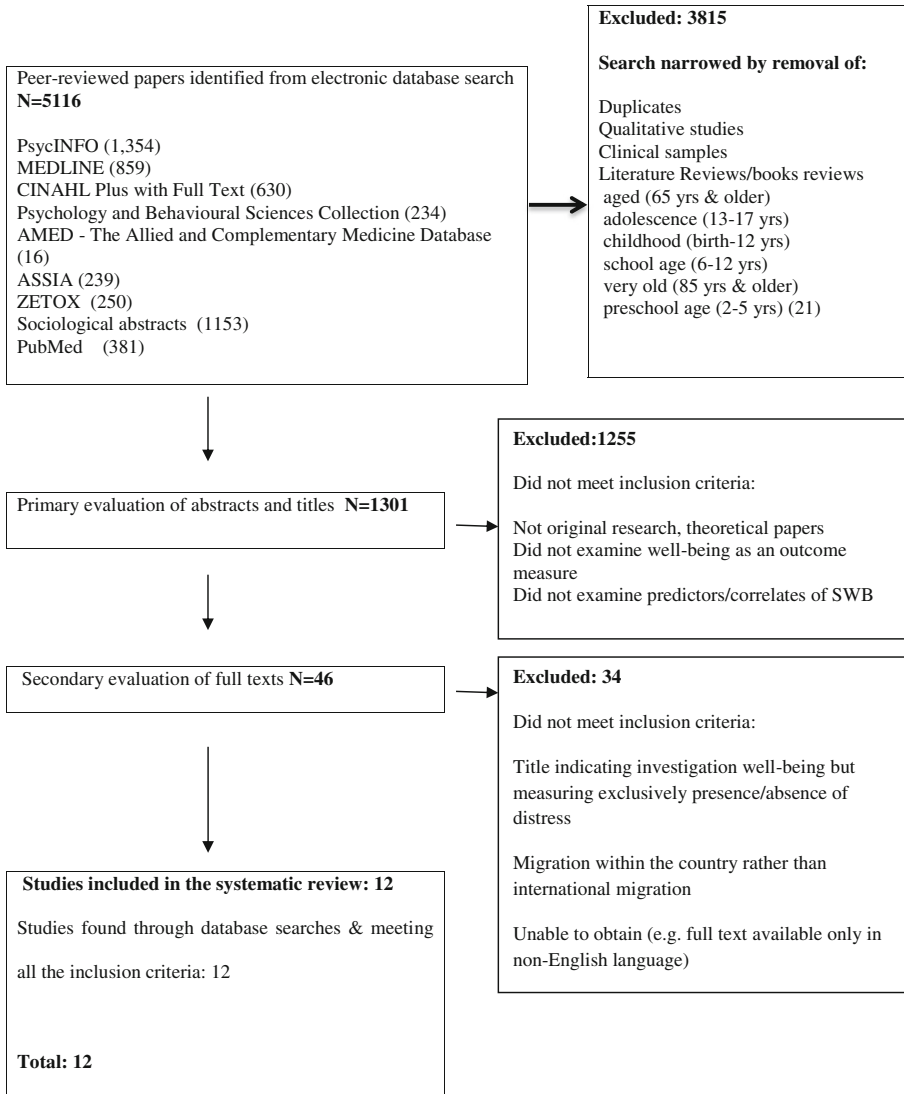 Peer-reviewed papers identified from electronic database search
N=5116
PsycINFO (1,354)
MEDLINE (859)
CINAHL Plus with Full Text (630)
Psychology and Behavioural Sciences Collection (234)
AMED - The Allied and Complementary Medicine Database
(16)
ASSIA (239)
ZETOX (250)
Sociological abstracts (1153)
PubMed (381)
Excluded: 3815
Search narrowed by removal of:
Duplicates
Qualitative studies
Clinical samples
Literature Reviews/books reviews
aged (65 yrs & older)
adolescence (13-17 yrs)
childhood (birth-12 yrs)
school age (6-12 yrs)
very old (85 yrs & older)
preschool age (2-5 yrs) (21)
Primary evaluation of abstracts and titles N=1301
Excluded:1255
Did not meet inclusion criteria:
Not original research, theoretical papers
Did not examine well-being as an outcome
measure
Did not examine predictors/correlates of SWB
Secondary evaluation of full texts N=46
Excluded: 34
Did not meet inclusion criteria:
Title indicating investigation well-being but
measuring exclusively presence/absence of
distress
Migration within the country rather than
international migration
Unable to obtain (e.g. full text available only in
non-English language)
Studies included in the systematic review: 12
Studies found through database searches & meeting
all the inclusion criteria: 12
Total: 12